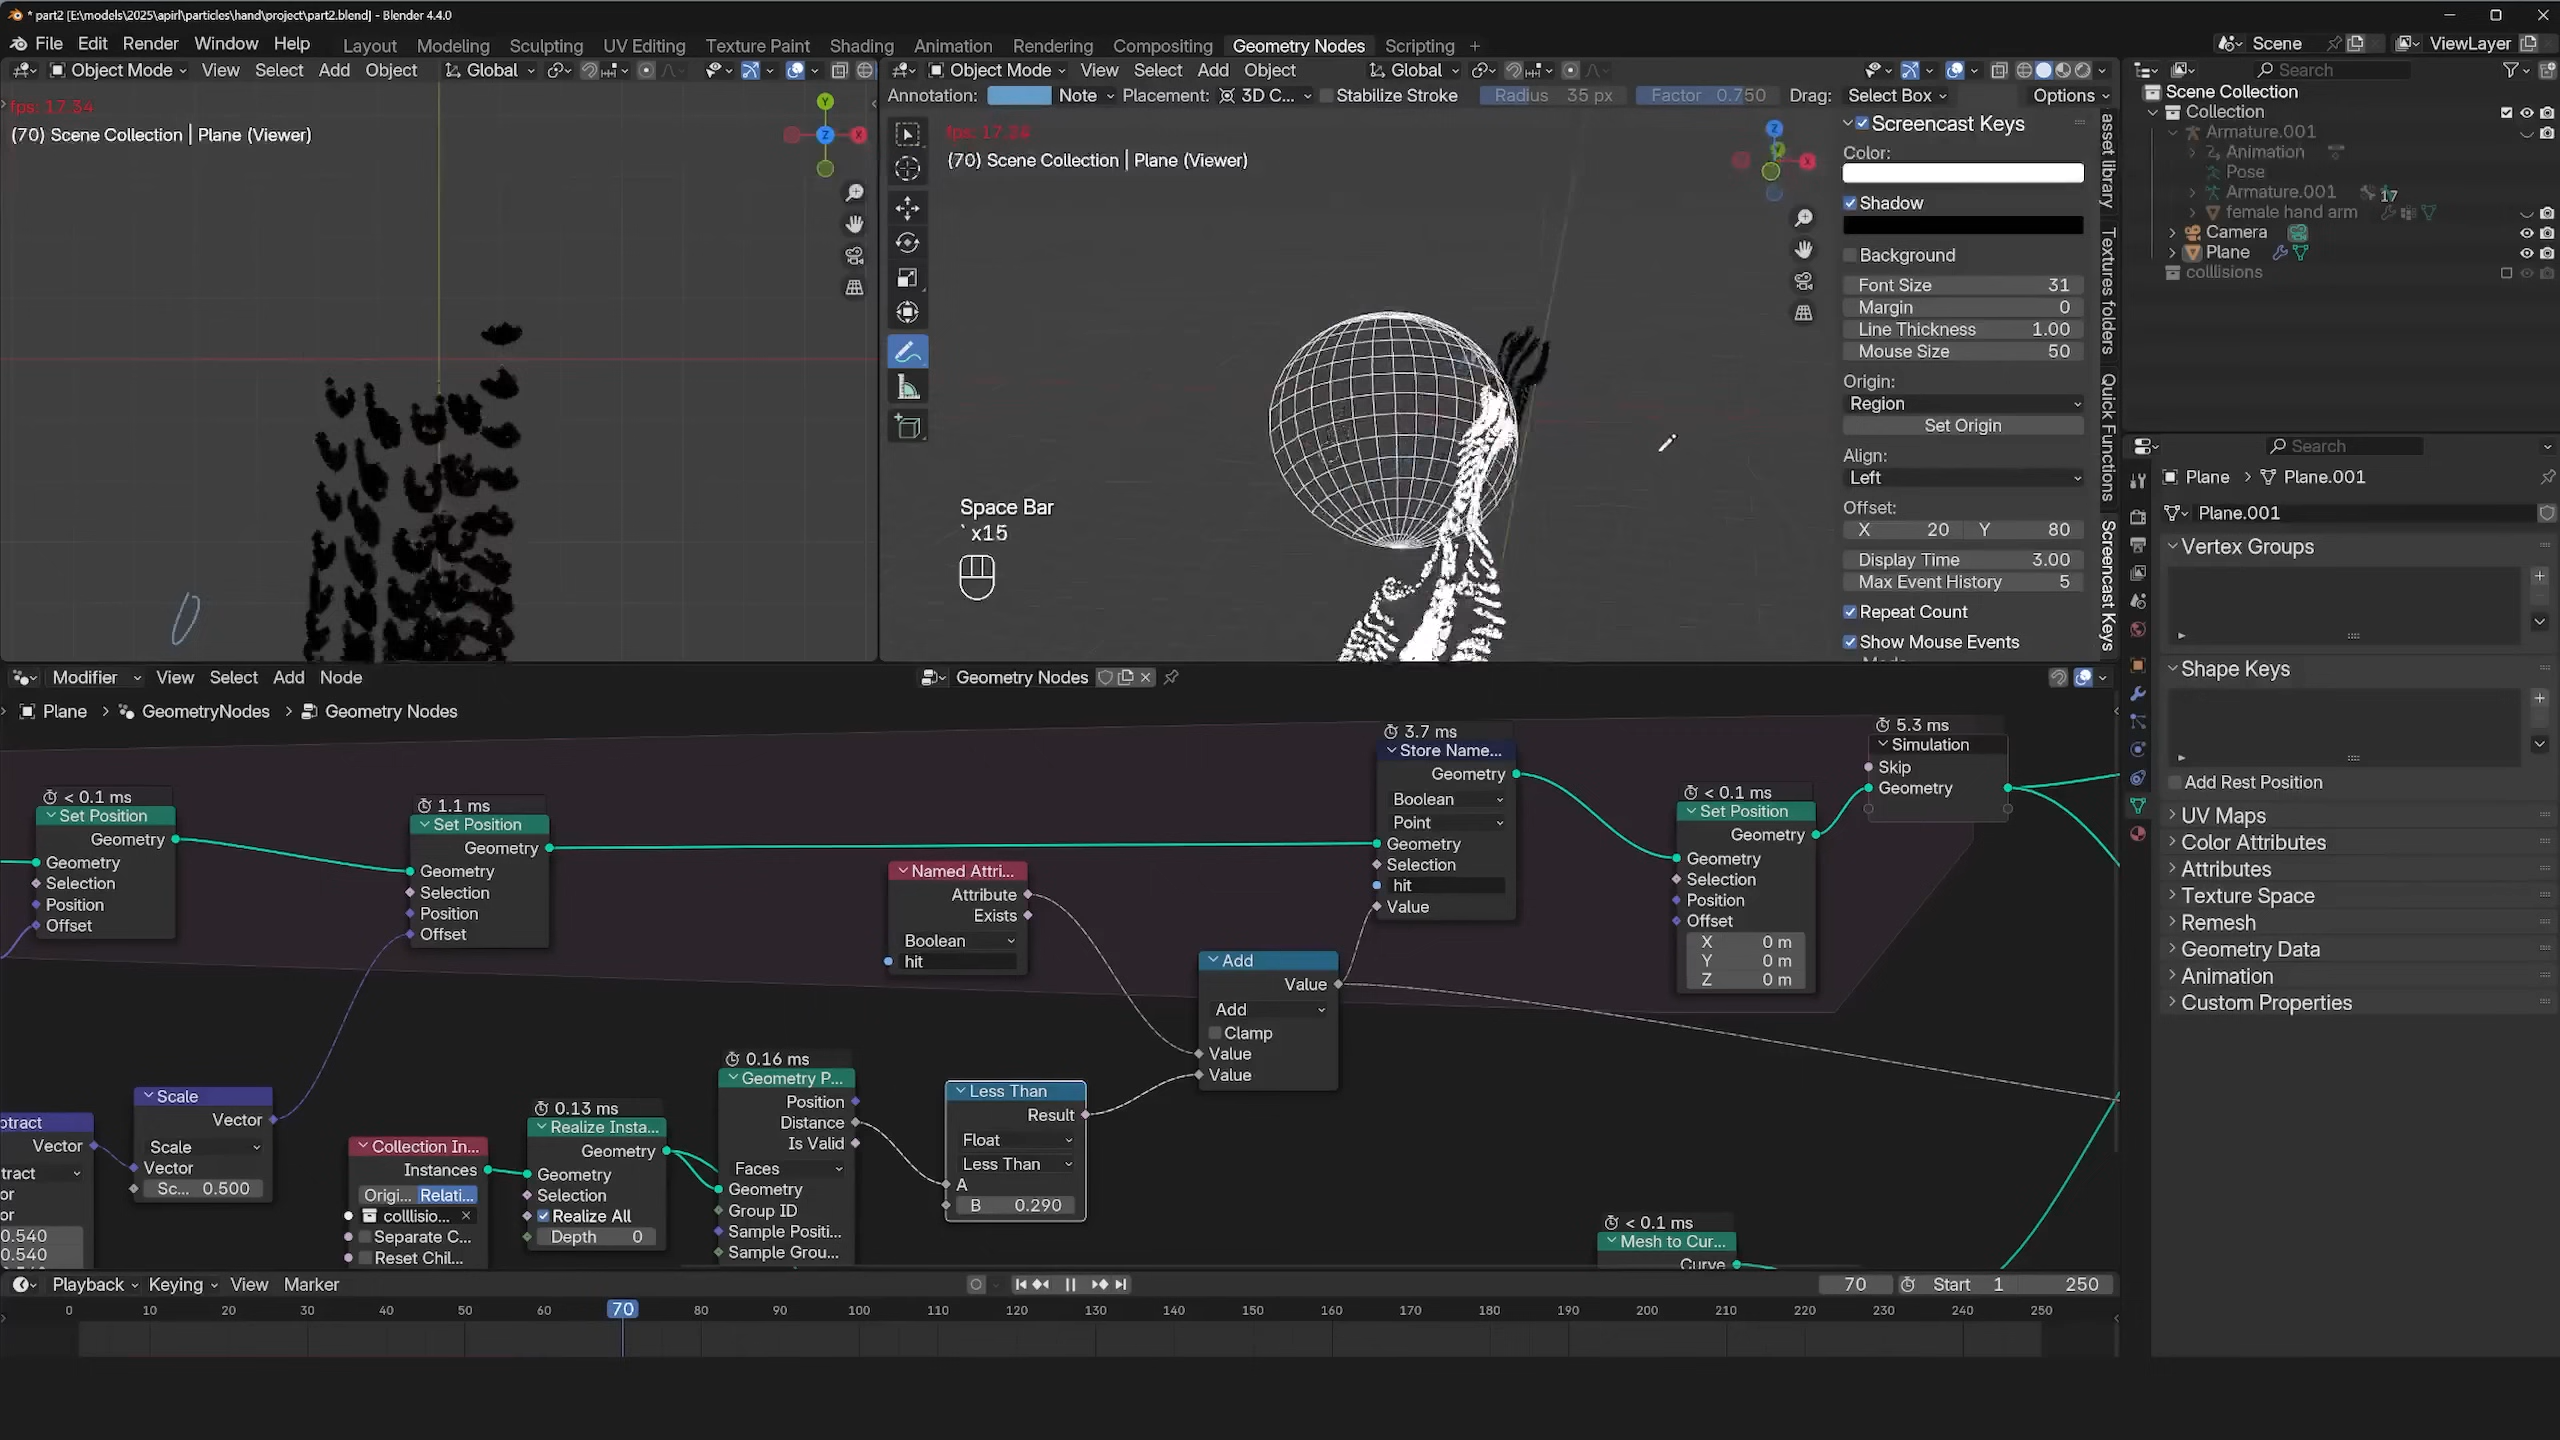 * part2 [E:\models\2025\apirl\particles\hand\project\part2.blend] - Blender 4.4.0
File Edit Render Window Help Layout Modeling Sculpting UV Editing Texture Paint Shading Animation Rendering Compositing Geometry Nodes Scripting + Scene ViewLayer
Object Mode View Select Add Object Global
Object Mode View Select Add Object Global
Annotation: Note Placement: 3D C... Stabilize Stroke Radius 35 px Factor 0.750 Drag: Select Box Options
fps: 17.34
(70) Scene Collection | Plane (Viewer)
Y
Z
X
(70) Scene Collection | Plane (Viewer)
Z
Y
X
Space Bar
` x15
Screencast Keys
Color:
Shadow
Background
Font Size 31
Margin 0
Line Thickness 1.00
Mouse Size 50
Origin:
Region
Set Origin
Align:
Left
Offset:
X 20 Y 80
Display Time 3.00
Max Event History 5
Repeat Count
Show Mouse Events
asset library
Textures folders
Quick Functions
Screencast Keys
Search
Scene Collection
Collection
Armature.001
Animation
Pose
Armature.001 17
female hand arm
Camera
Plane
colllisions
Search
Plane > Plane.001
Plane.001
Vertex Groups
Shape Keys
Add Rest Position
UV Maps
Color Attributes
Attributes
Texture Space
Remesh
Geometry Data
Animation
Custom Properties
Modifier View Select Add Node Geometry Nodes
Plane > GeometryNodes > Geometry Nodes
< 0.1 ms
Set Position
Geometry
Geometry
Selection
Position
Offset
1.1 ms
Set Position
Geometry
Geometry
Selection
Position
Offset
Named Attri...
Attribute
Exists
Boolean
hit
3.7 ms
Store Name...
Geometry
Boolean
Point
Geometry
Selection
hit
Value
< 0.1 ms
Set Position
Geometry
Geometry
Selection
Position
Offset
X 0 m
Y 0 m
Z 0 m
5.3 ms
Simulation
Skip
Geometry
Add
Value
Add
Clamp
Value
Value
Vector
0.540
0.540
Scale
Vector
Scale
Vector
Sc... 0.500
Collection In...
Instances
Origi... Relati...
colllisio...
Separate C...
Reset Chil...
0.13 ms
Realize Insta...
Geometry
Geometry
Selection
Realize All
Depth 0
0.16 ms
Geometry P...
Position
Distance
Is Valid
Faces
Geometry
Group ID
Sample Positi...
Sample Grou...
Less Than
Result
Float
Less Than
A
B 0.290
< 0.1 ms
Mesh to Cur...
Curve
Playback Keying View Marker 70 Start 1 250
0 10 20 30 40 50 60 70 80 90 100 110 120 130 140 150 160 170 180 190 200 210 220 230 240 250